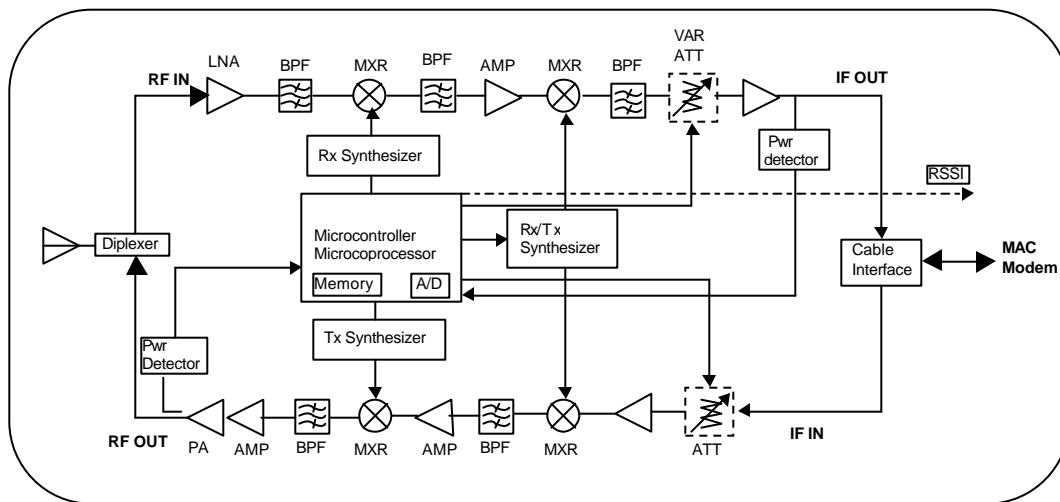 VAR
ATT
LNA
BPF
MXR
BPF
AMP
MXR
BPF
RF IN
IF OUT
Pwr
detector
Rx Synthesizer
RSSI
Microcontroller
Microcoprocessor
Rx/Tx
Synthesizer
Diplexer
Cable
Interface
MAC
Modem
Memory
A/D
Tx Synthesizer
Pwr
Detector
RF OUT
PA
AMP
BPF
MXR
AMP
BPF
MXR
ATT
IF IN